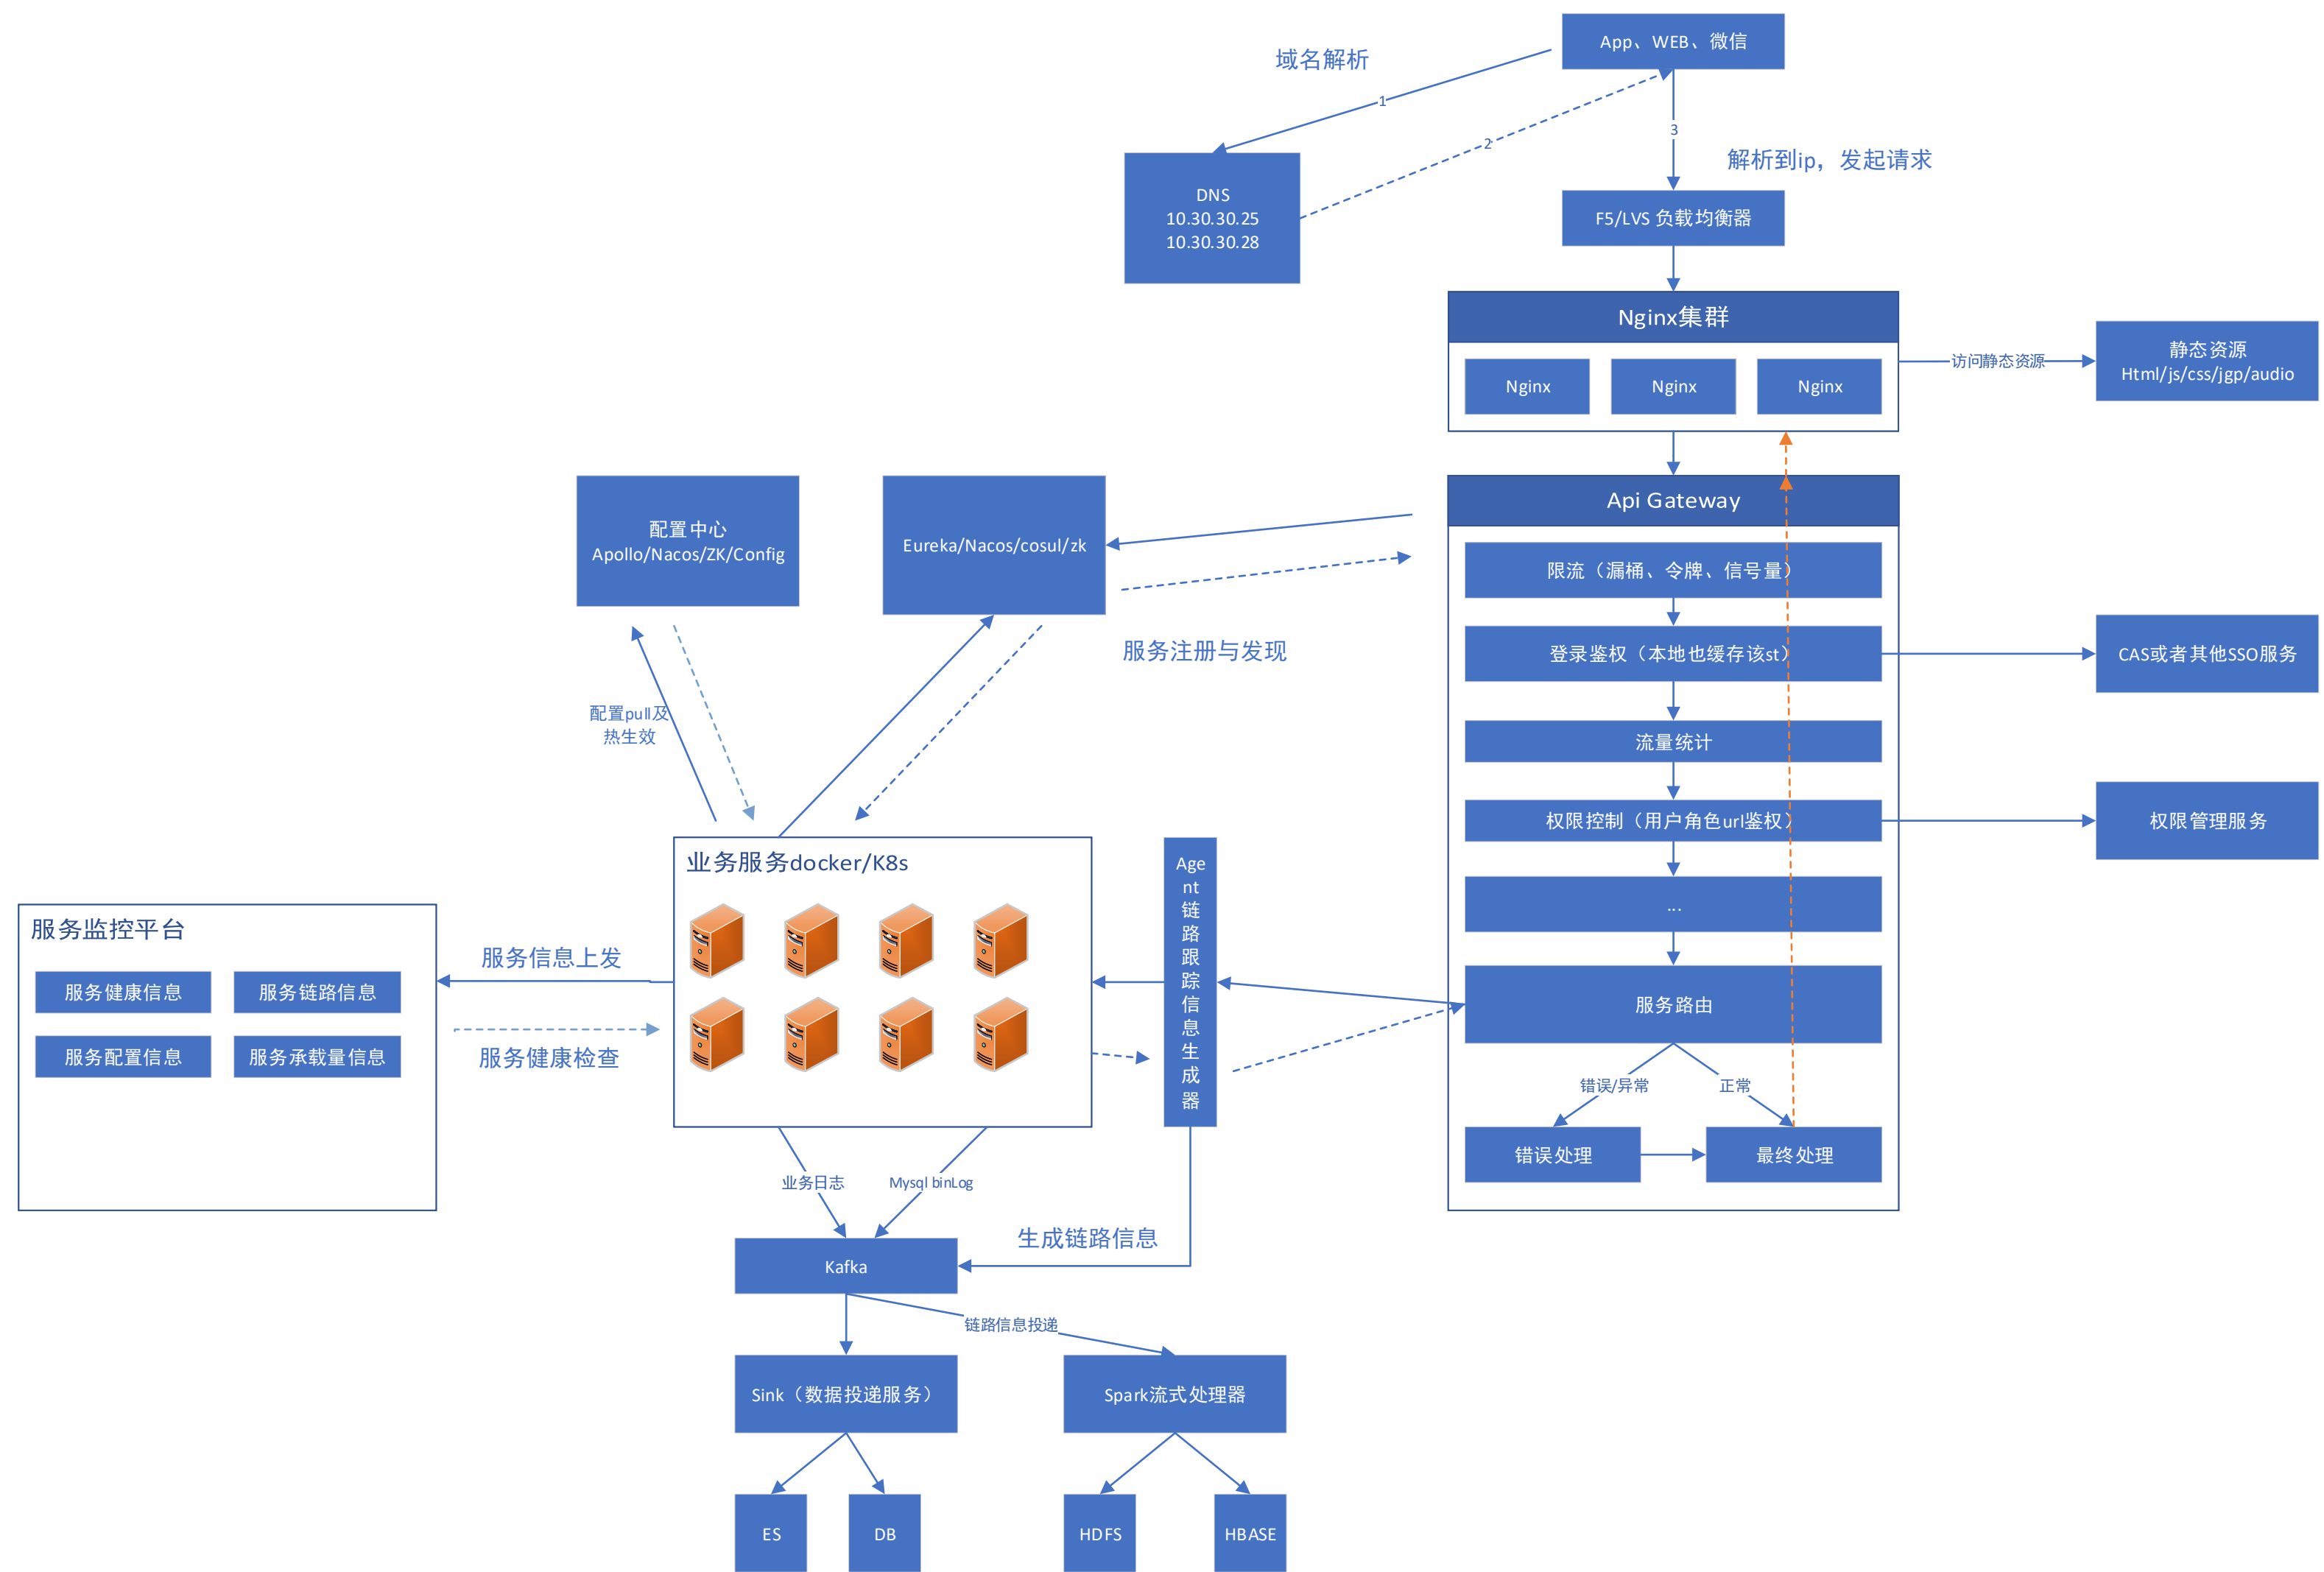 App、WEB、微信
域名解析
1
2
3
解析到ip，发起请求
DNS
10.30.30.25
10.30.30.28
F5/LVS 负载均衡器
Nginx集群
Nginx
Nginx
Nginx
访问静态资源
静态资源
Html/js/css/jgp/audio
配置中心
Apollo/Nacos/ZK/Config
Eureka/Nacos/cosul/zk
Api Gateway
限流（漏桶、令牌、信号量）
登录鉴权（本地也缓存该st）
CAS或者其他SSO服务
服务注册与发现
配置pull及
热生效
流量统计
权限控制（用户角色url鉴权）
权限管理服务
...
服务路由
错误/异常
正常
错误处理
最终处理
业务服务docker/K8s
Age
nt链
路
跟
踪
信
息
生
成
器
服务监控平台
服务健康信息
服务链路信息
服务配置信息
服务承载量信息
服务信息上发
服务健康检查
业务日志
Mysql binLog
生成链路信息
Kafka
链路信息投递
Sink（数据投递服务）
Spark流式处理器
ES
DB
HDFS
HBASE